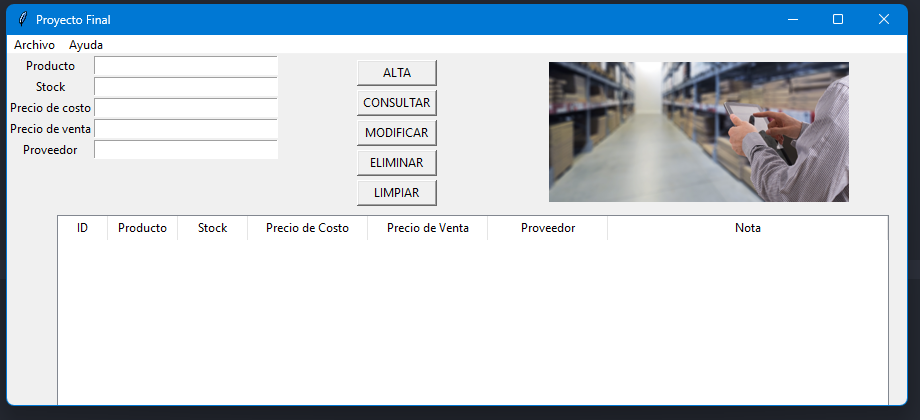 Proyecto Final
Archivo Ayuda
Producto
Stock
Precio de costo
Precio de venta
Proveedor
ALTA
CONSULTAR
MODIFICAR
ELIMINAR
LIMPIAR
ID Producto Stock Precio de Costo Precio de Venta Proveedor Nota